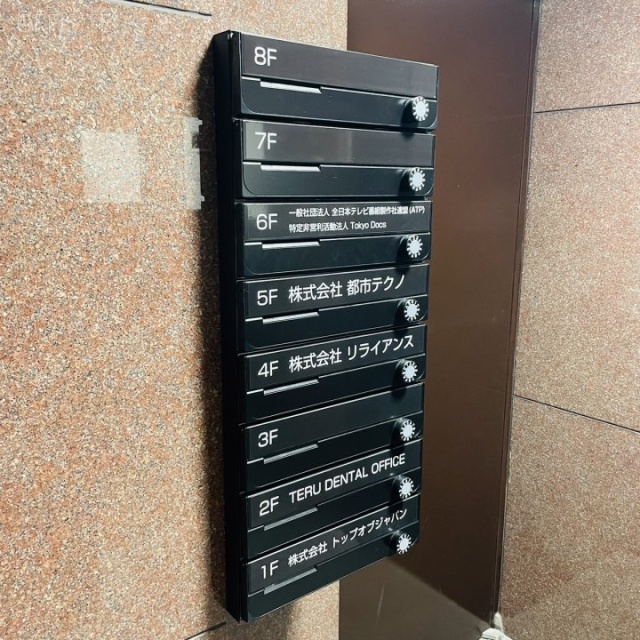 8F
7F
6F 一般社団法人 全日本テレビ番組製作社連盟(ATP)
特定非営利活動法人 Tokyo Docs
5F 株式会社 都市テクノ
4F 株式会社 リライアンス
3F
2F TERU DENTAL OFFICE
1F 株式会社 トップオブジャパン